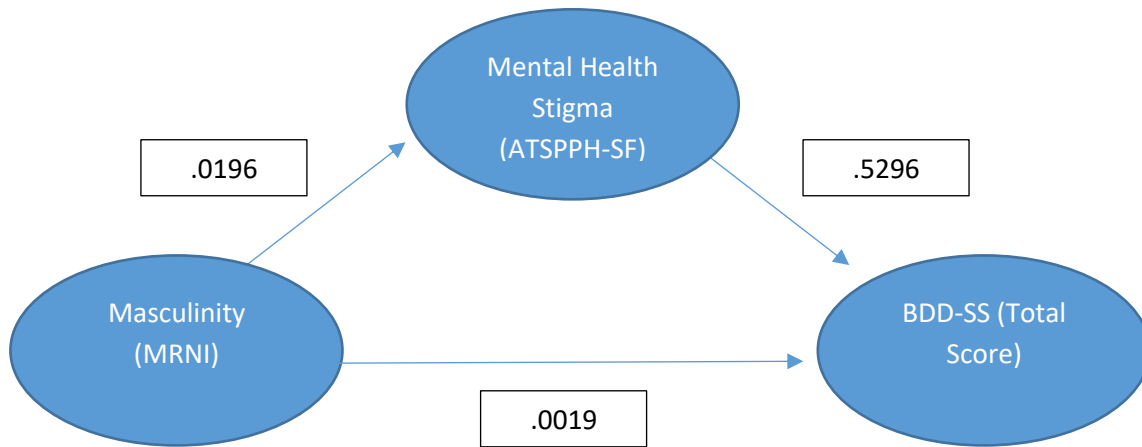 Mental Health
Stigma
(ATSPPH-SF)
.0196
.5296
Masculinity
(MRNI)
BDD-SS (Total
Score)
.0019